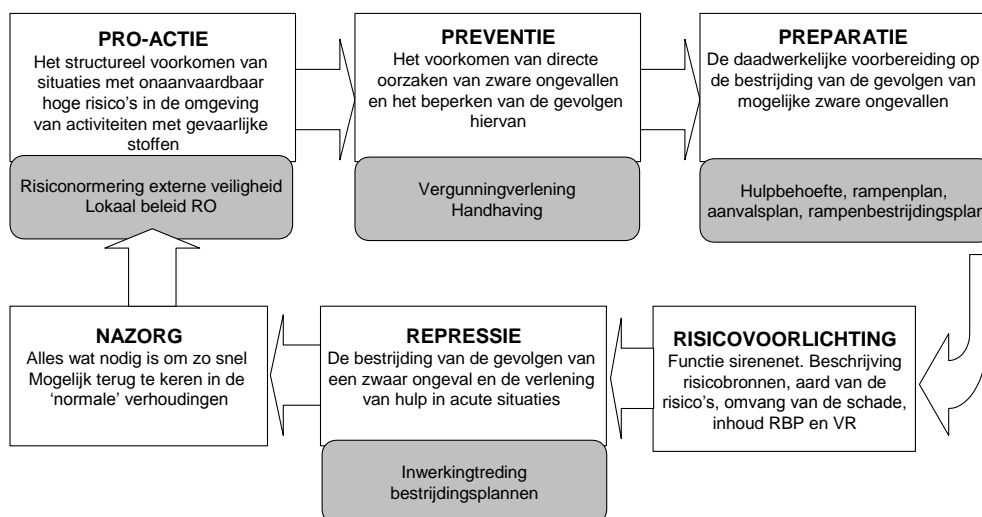 PRO-ACTIE
Het structureel voorkomen van
situaties met onaanvaardbaar
hoge risico's in de omgeving
van activiteiten met gevaarlijke
stoffen
Risiconormering externe veiligheid
Lokaal beleid RO
PREVENTIE
Het voorkomen van directe
oorzaken van zware ongevallen
en het beperken van de gevolgen
hiervan
Vergunningverlening
Handhaving
PREPARATIE
De daadwerkelijke voorbereiding op
de bestrijding van de gevolgen van
mogelijke zware ongevallen
Hulpbehoefte, rampenplan,
aanvalsplan, rampenbestrijdingsplan
RISICOVOORLICHTING
Functie sirenenet. Beschrijving
risicobronnen, aard van de
risico's, omvang van de schade,
inhoud RBP en VR
REPRESSIE
De bestrijding van de gevolgen van
een zwaar ongeval en de verlening
van hulp in acute situaties
Inwerkingtreding
bestrijdingsplannen
NAZORG
Alles wat nodig is om zo snel
Mogelijk terug te keren in de
'normale' verhoudingen